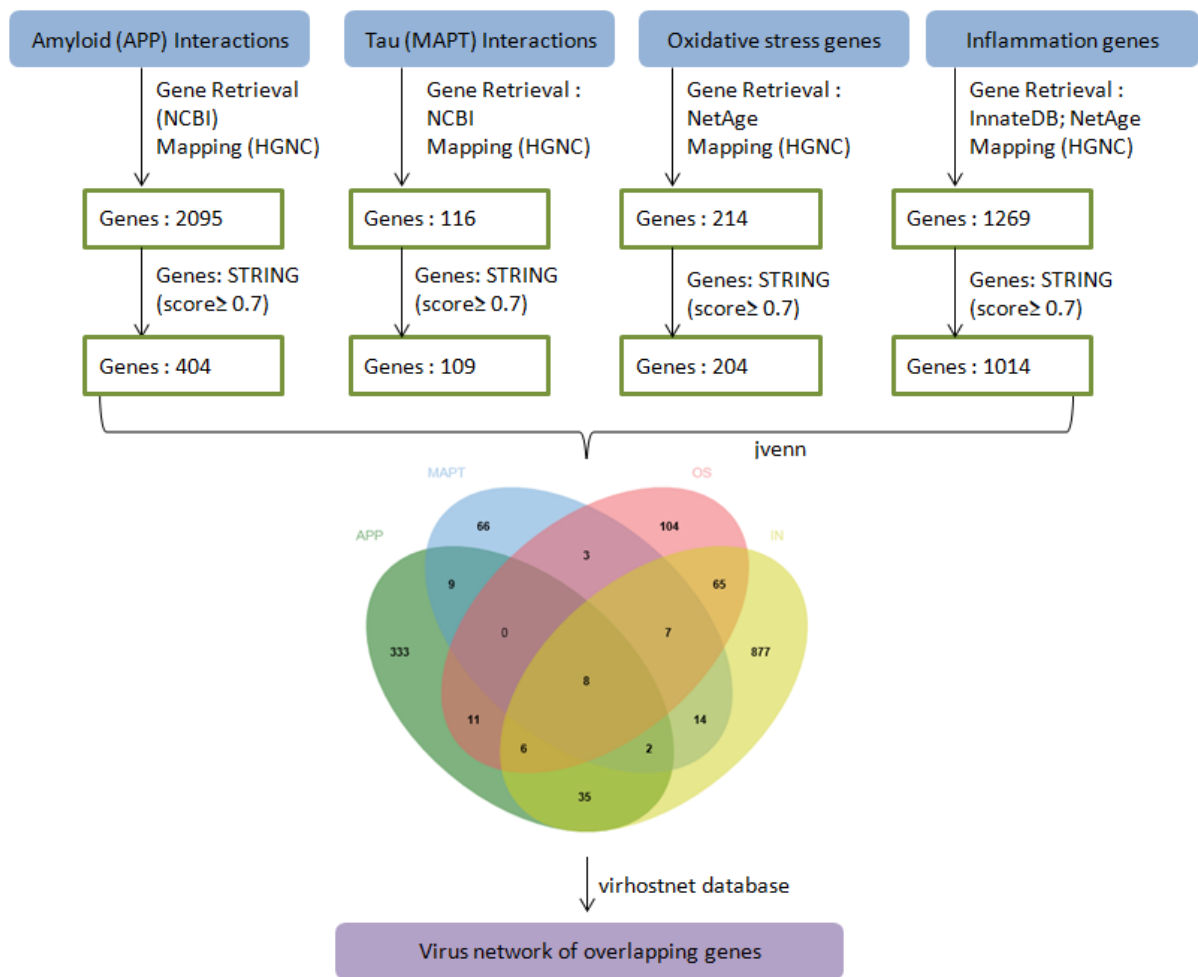 Amyloid (APP) Interactions
Tau (MAPT) Interactions
Oxidative stress genes
Inflammation genes
Gene Retrieval
(NCBI)
Mapping (HGNC)
Gene Retrieval :
NCBI
Mapping (HGNC)
Gene Retrieval :
NetAge
Mapping (HGNC)
Gene Retrieval :
InnateDB; NetAge
Mapping (HGNC)
Genes : 2095
Genes : 116
Genes : 214
Genes : 1269
Genes: STRING
(score≥ 0.7)
Genes: STRING
(score≥ 0.7)
Genes: STRING
(score≥ 0.7)
Genes: STRING
(score≥ 0.7)
Genes : 404
Genes : 109
Genes : 204
Genes : 1014
jvenn
MAPT
OS
APP
IN
66
104
3
9
65
0
7
333
877
8
11
14
6
2
35
virhostnet database
Virus network of overlapping genes